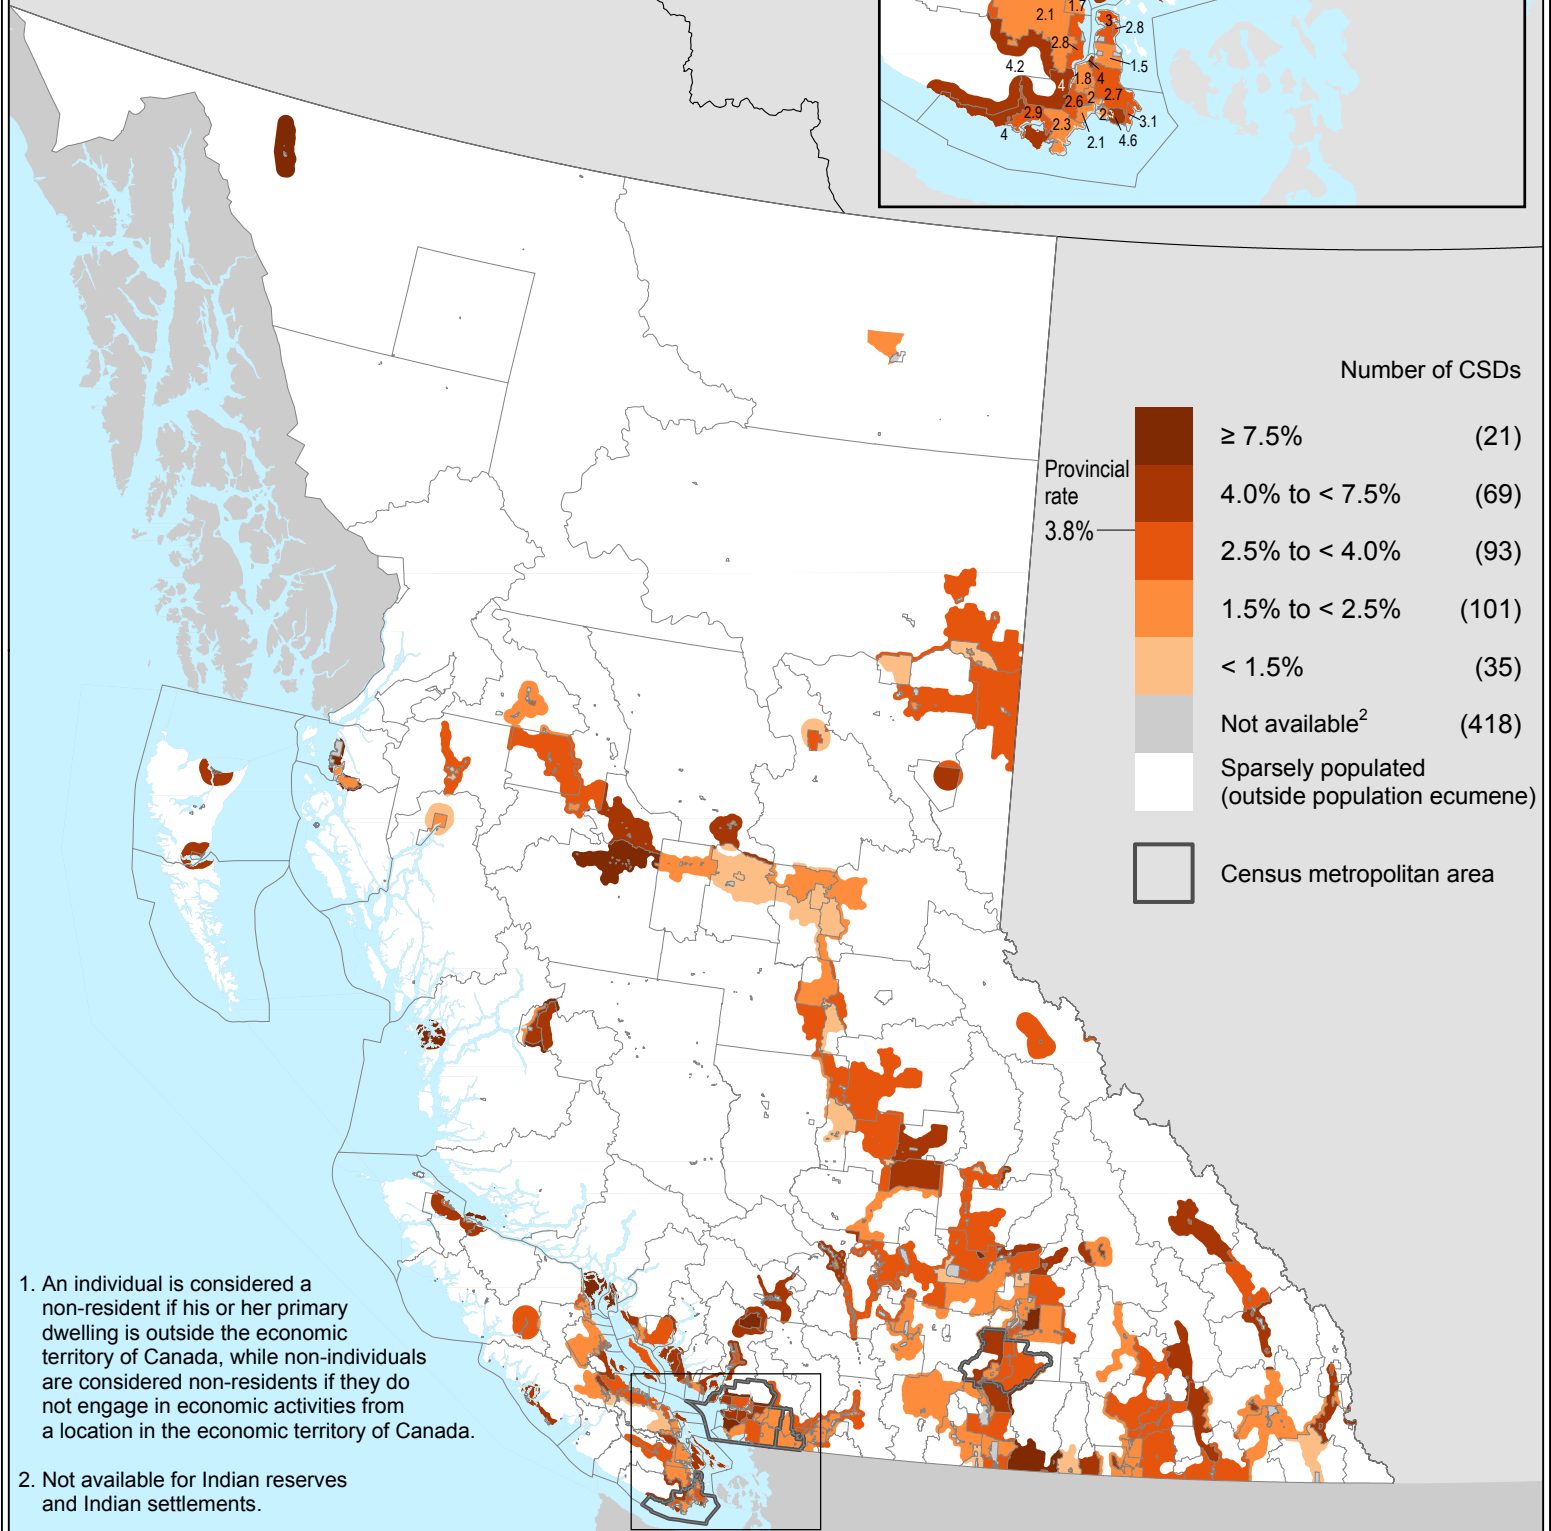 1.7
2.1
3
2.8
2.8
4.2
1.5
1.8
4
4
2.6
2
2.7
2.9
2.3
2
3.1
4
2.1
4.6
Number of CSDs
≥ 7.5% (21)
Provincial
rate
3.8%
4.0% to < 7.5% (69)
2.5% to < 4.0% (93)
1.5% to < 2.5% (101)
< 1.5% (35)
Not available2 (418)
Sparsely populated
(outside population ecumene)
Census metropolitan area
1. An individual is considered a
non-resident if his or her primary
dwelling is outside the economic
territory of Canada, while non-individuals
are considered non-residents if they do
not engage in economic activities from
a location in the economic territory of Canada.
2. Not available for Indian reserves
and Indian settlements.